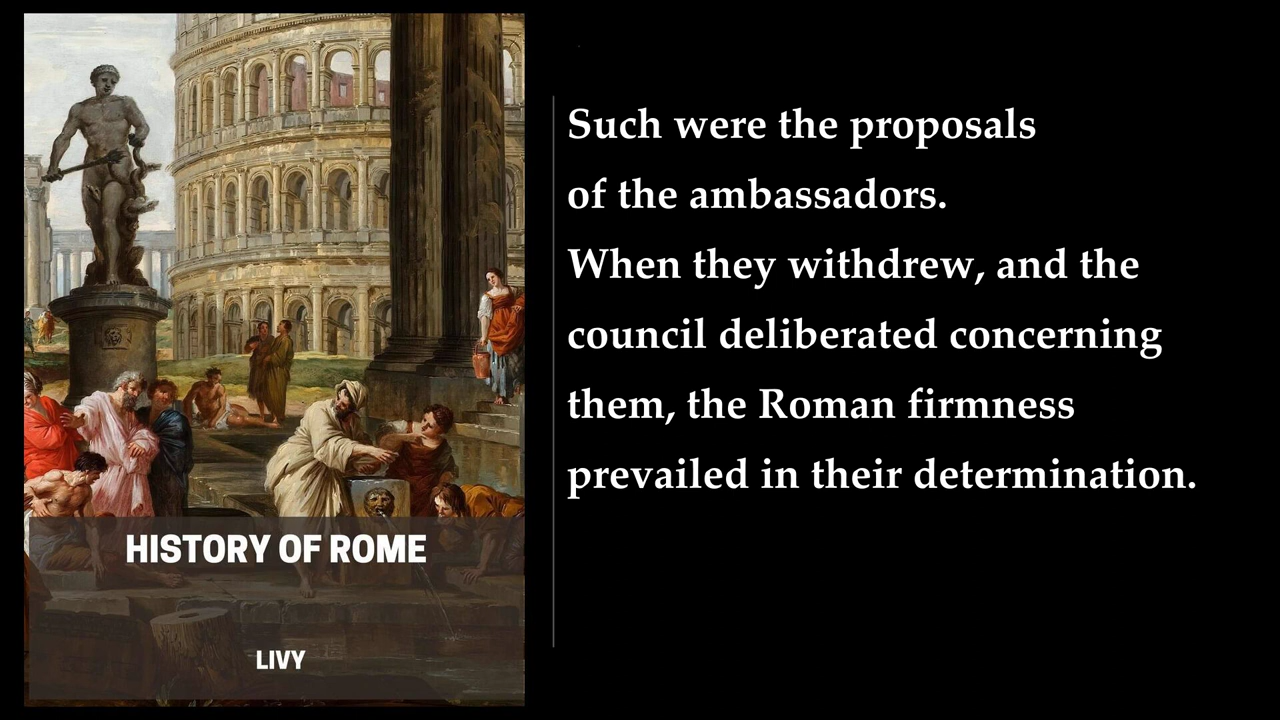 HISTORY OF ROME
LIVY
Such were the proposals
of the ambassadors.
When they withdrew, and the
council deliberated concerning
them, the Roman firmness
prevailed in their determination.